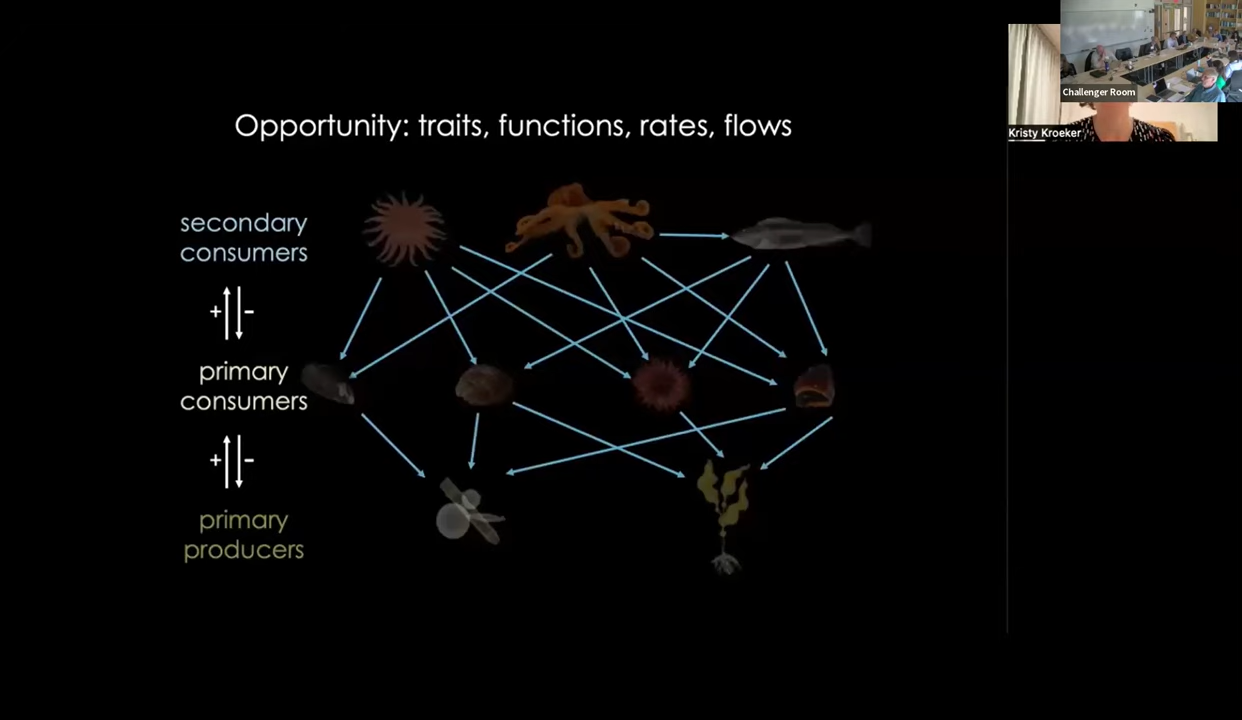 Opportunity: traits, functions, rates, flows
secondary
consumers
+ -
primary
consumers
+ -
primary
producers
Challenger Room
Kristy Kroeker